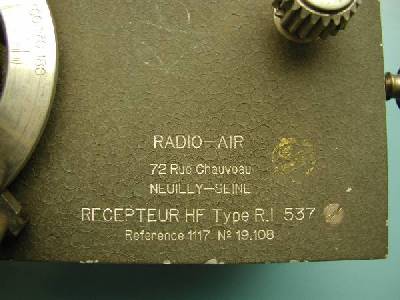 RADIO-AIR
72 Rue Chauveau
NEUILLY-SEINE
RECEPTEUR HF Type R.I 537
Reference 1117 Nº 19.108